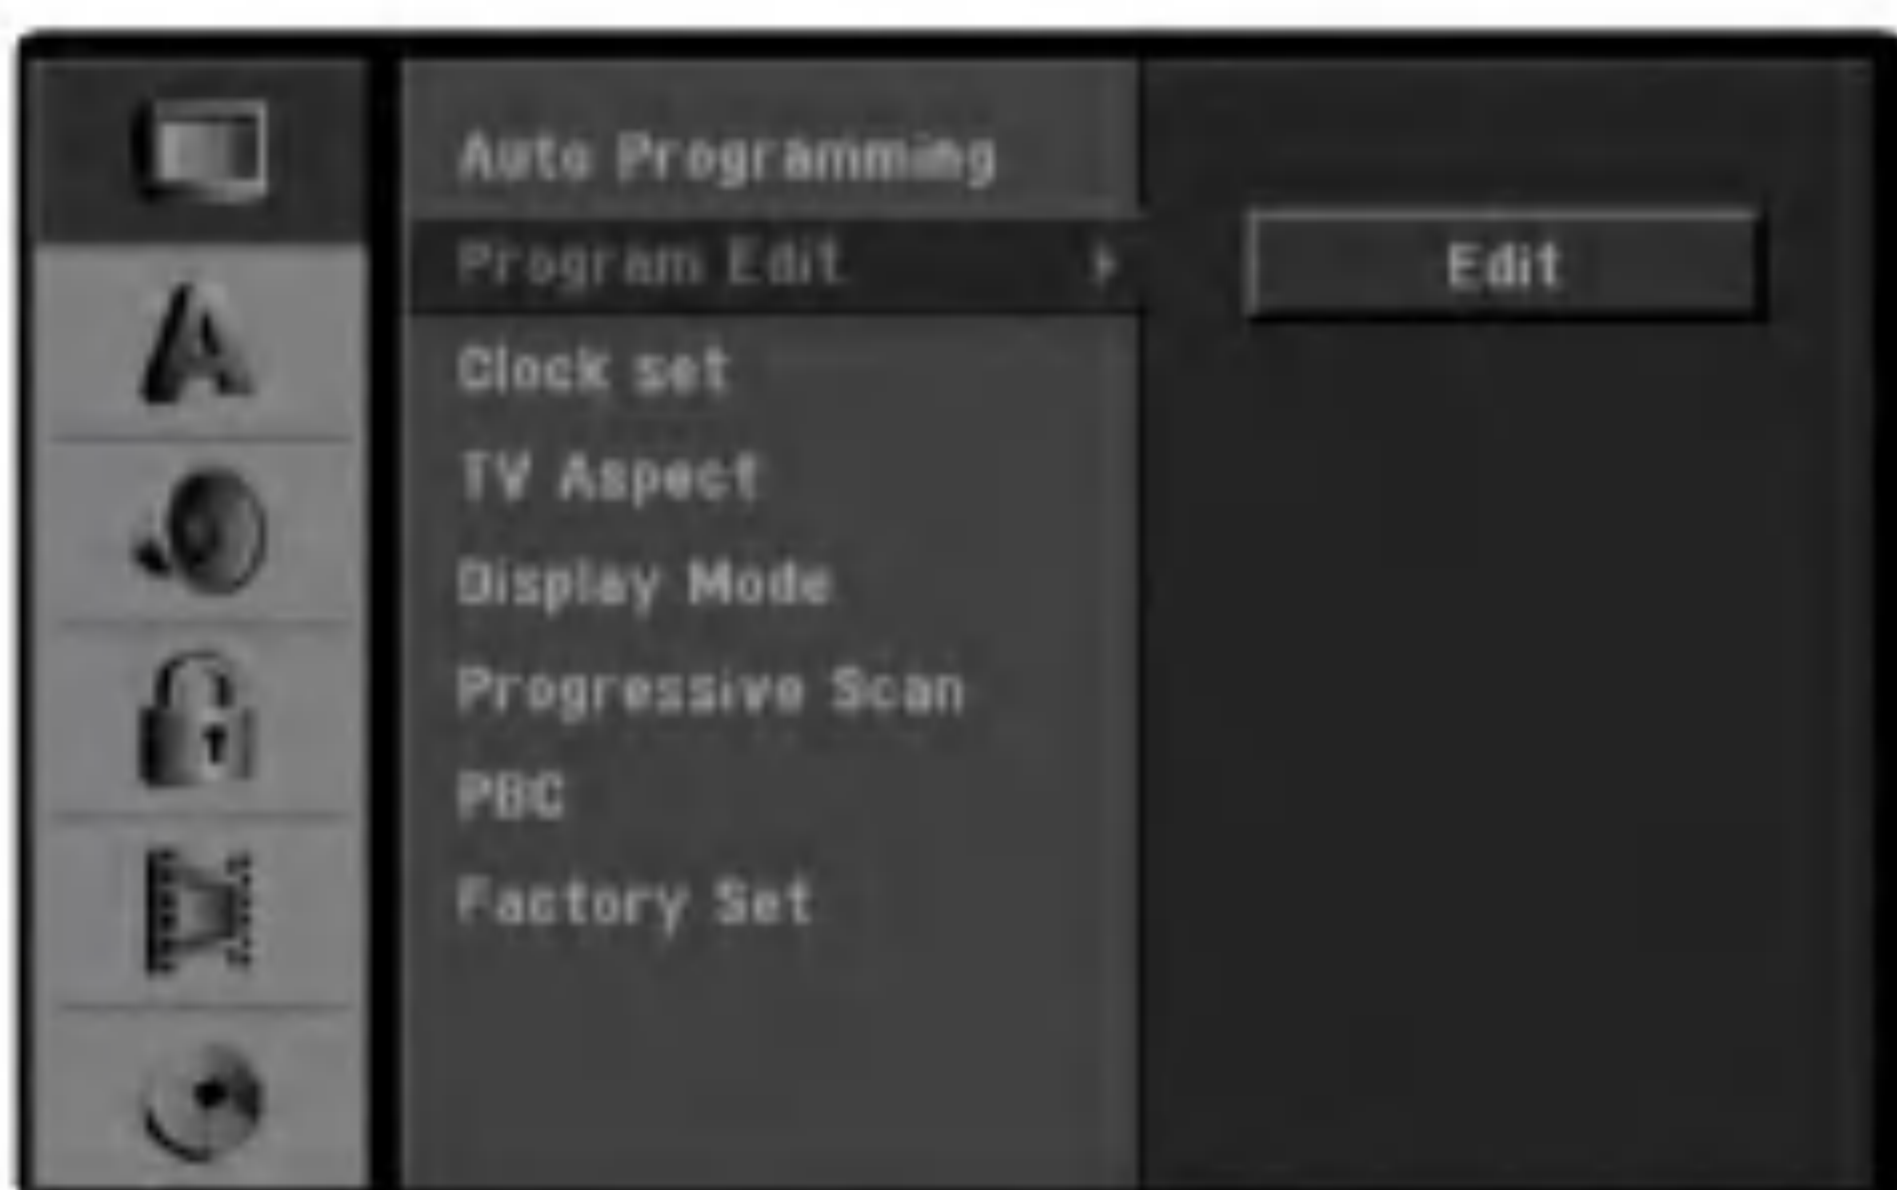 Auto Programming
Program Edit
Edit
Clock set
TV Aspect
Display Mode
Progressive Scan
PBC
Factory Set